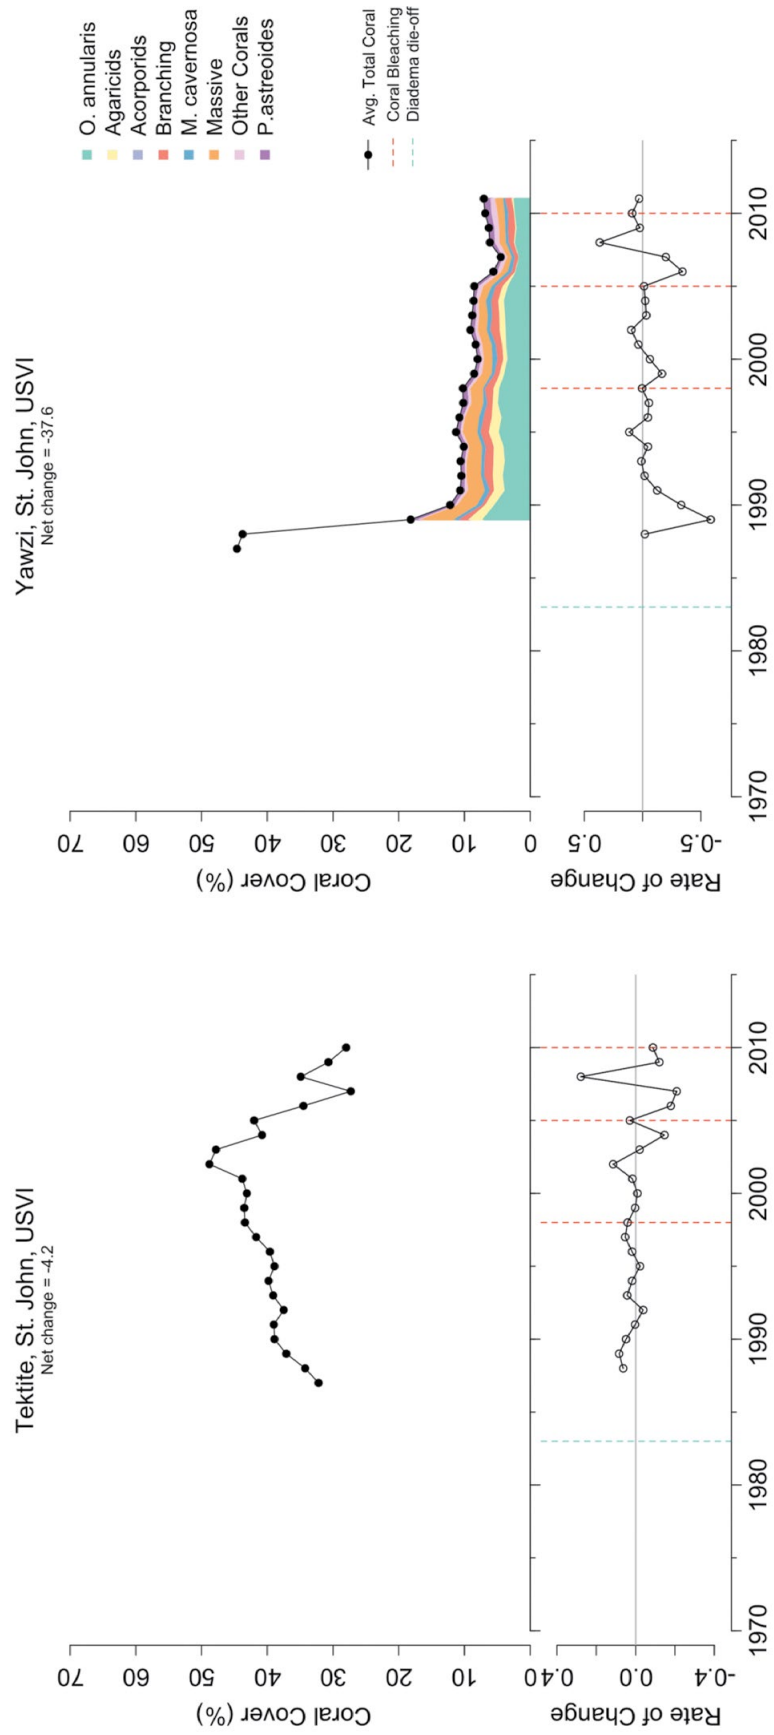 Tektite, St. John, USVI
Net change = -4.2
Coral Cover (%)
70
60
50
40
30
20
10
0
Rate of Change
0.4
0.0
-0.4
1970
1980
1990
2000
2010
Yawzi, St. John, USVI
Net change = -37.6
Coral Cover (%)
70
60
50
40
30
20
10
0
Rate of Change
0.5
-0.5
1970
1980
1990
2000
2010
O. annularis
Agaricids
Acorporids
Branching
M. cavernosa
Massive
Other Corals
P.astreoides
Avg. Total Coral
Coral Bleaching
Diadema die-off